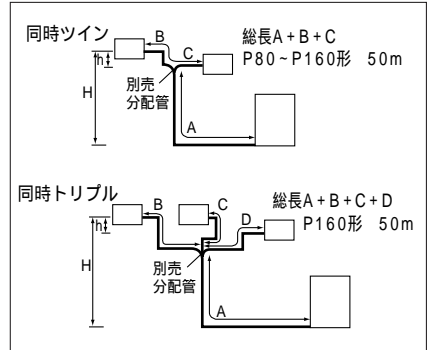 同時ツイン
総長A+B+C
P80~P160形 50m
B
C
h
H
別売
分配管
A
同時トリプル
総長A+B+C+D
P160形 50m
B
C
D
h
H
別売
分配管
A